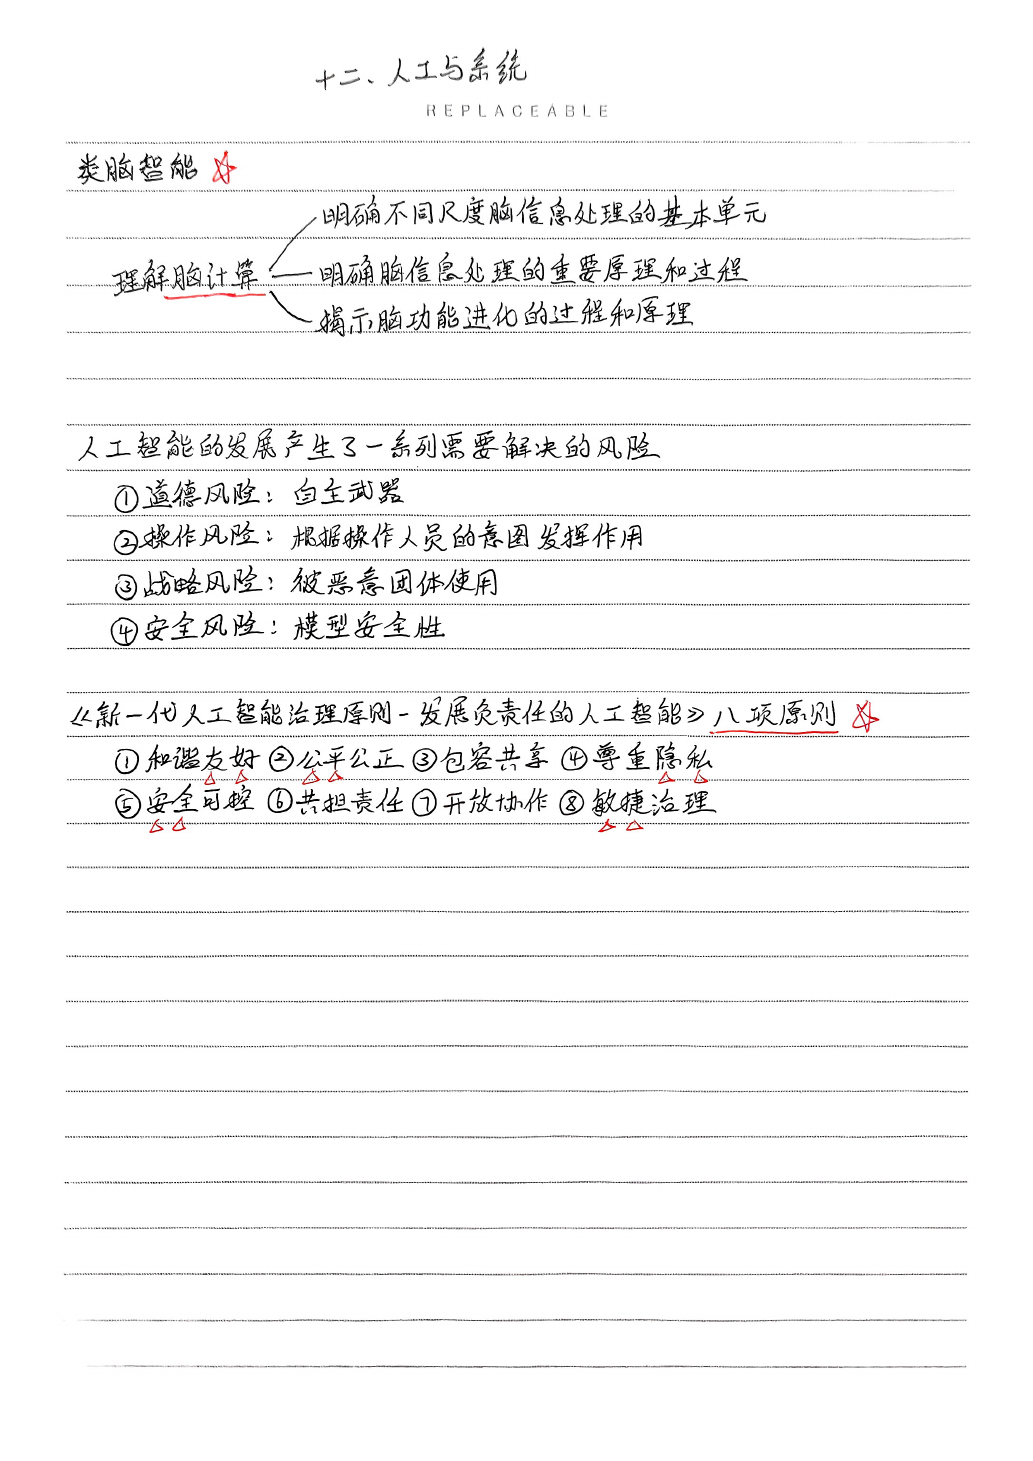 十二、人工与系统
REPLACEABLE
类脑智能
明确不同尺度脑信息处理的基本单元
理解脑计算
明确脑信息处理的重要原理和过程
揭示脑功能进化的过程和原理
人工智能的发展产生了一系列需要解决的风险
①道德风险：自主武器
②操作风险：根据操作人员的意图发挥作用
③战略风险：被恶意团体使用
④安全风险：模型安全性
《新一代人工智能治理原则-发展负责任的人工智能》八项原则
①和谐友好②公平公正③包容共享④尊重隐私
⑤安全可控⑥共担责任⑦开放协作⑧敏捷治理